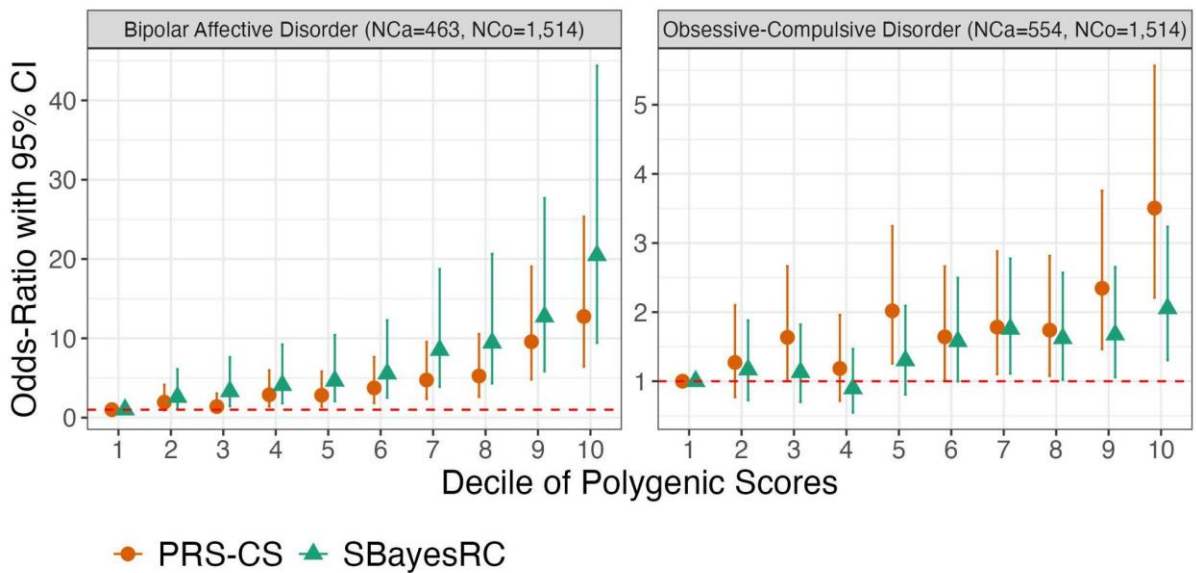 Bipolar Affective Disorder (NCa=463, NCo=1,514)
Obsessive-Compulsive Disorder (NCa=554, NCo=1,514)
Odds-Ratio with 95% CI
40
30
20
10
0
5
4
3
2
1
1 2 3 4 5 6 7 8 9 10
1 2 3 4 5 6 7 8 9 10
Decile of Polygenic Scores
PRS-CS SBayesRC